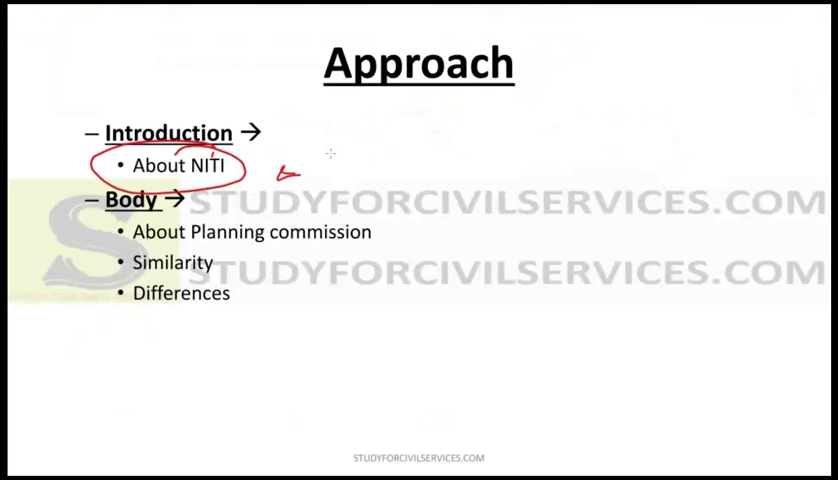 Approach
– Introduction →
• About NITI
– Body →
STUDYFORCIVILSERVICES.COM
• About Planning commission
• Similarity
STUDYFORCIVILSERVICES.COM
• Differences
STUDYFORCIVILSERVICES.COM